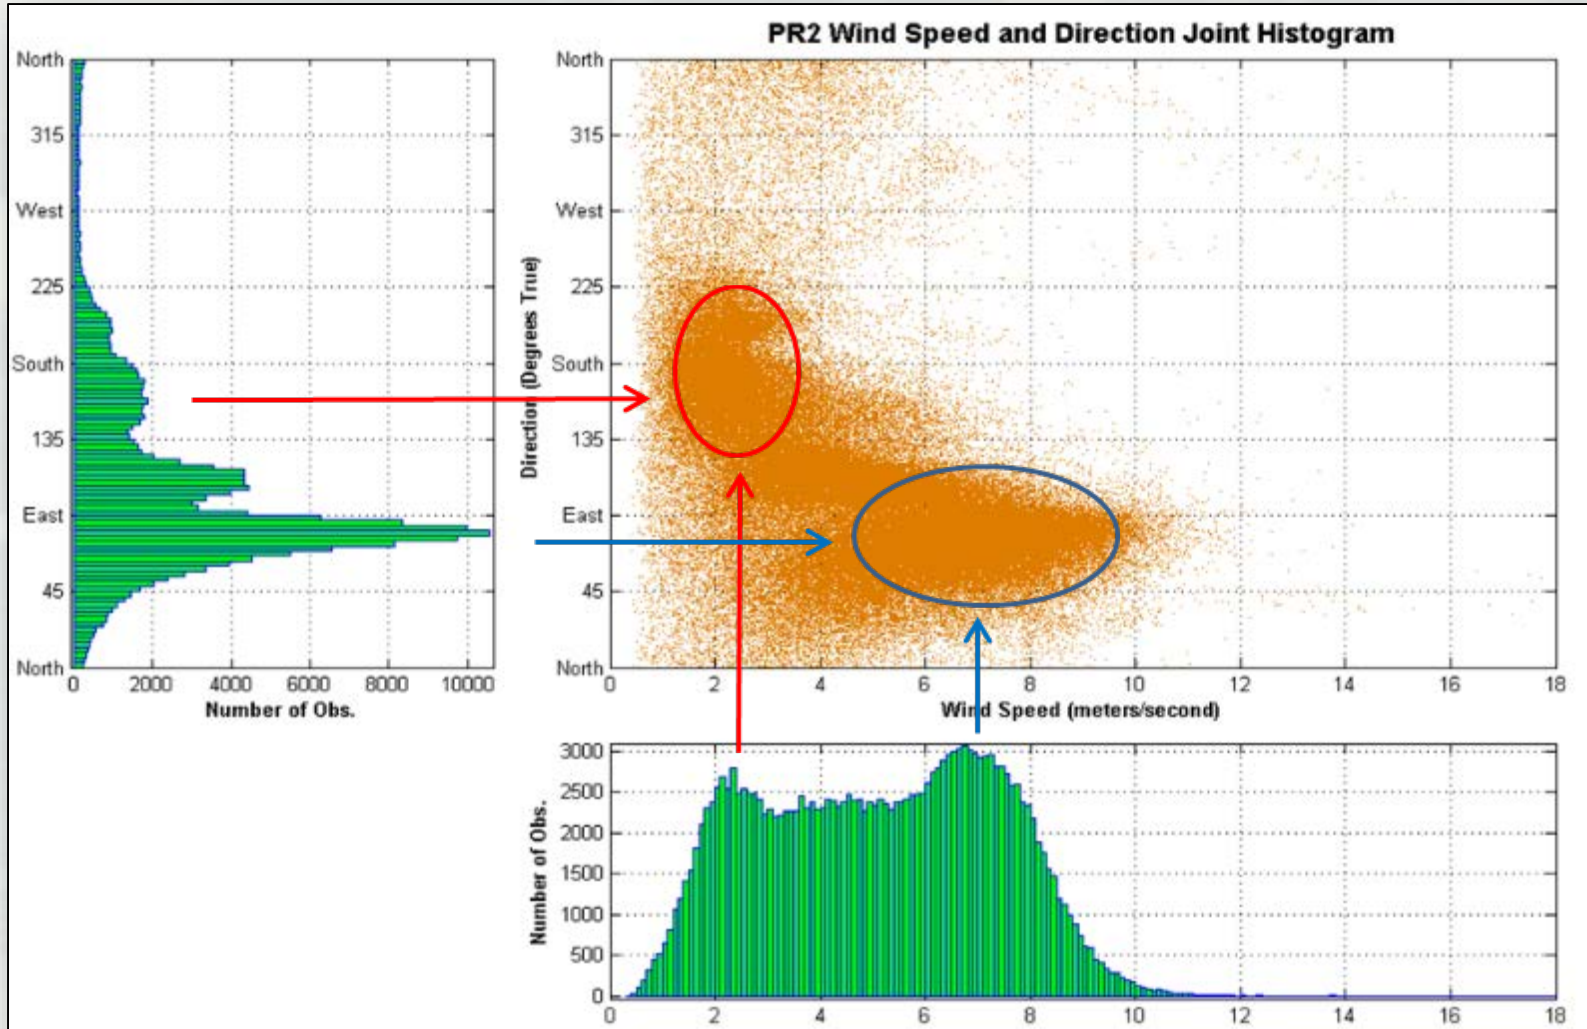 PR2 Wind Speed and Direction Joint Histogram
North
315
West
225
South
135
East
45
North
0 2000 4000 6000 8000 10000
Number of Obs.
Direction (Degrees True)
North
315
West
225
South
135
East
45
North
0 2 4 6 8 10 12 14 16 18
Wind Speed (meters/second)
Number of Obs.
3000
2500
2000
1500
1000
500
0
0 2 4 6 8 10 12 14 16 18